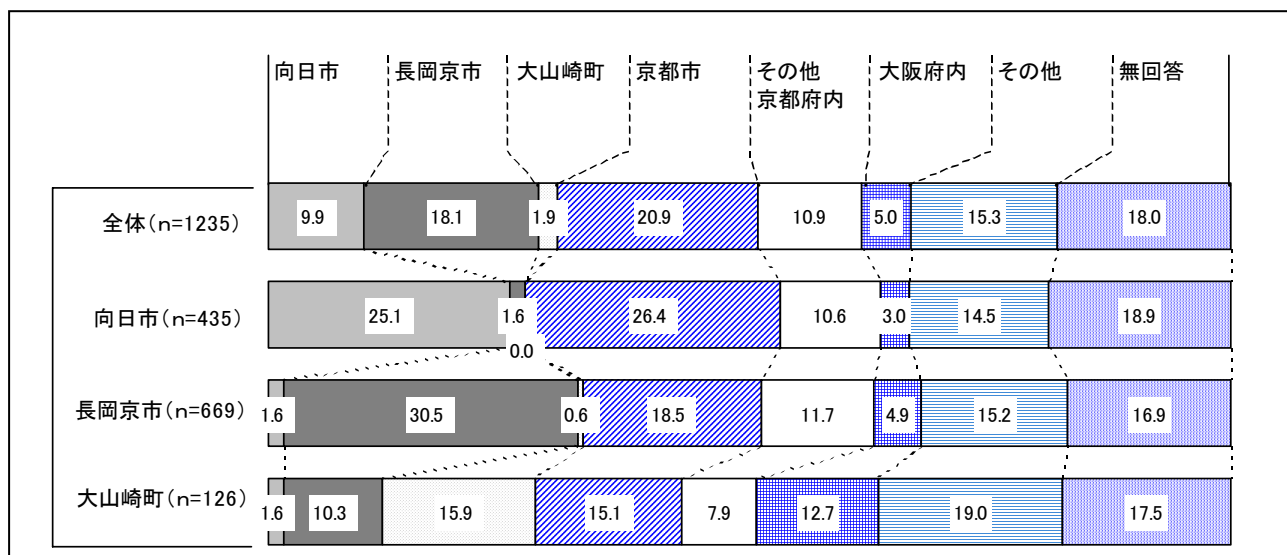 向日市 長岡京市 大山崎町 京都市 その他 大阪府内 その他 無回答
京都府内
全体(n=1235) 9.9 18.1 1.9 20.9 10.9 5.0 15.3 18.0
向日市(n=435) 25.1 1.6 26.4 10.6 3.0 14.5 18.9
0.0
長岡京市(n=669) 1.6 30.5 0.6 18.5 11.7 4.9 15.2 16.9
大山崎町(n=126) 1.6 10.3 15.9 15.1 7.9 12.7 19.0 17.5